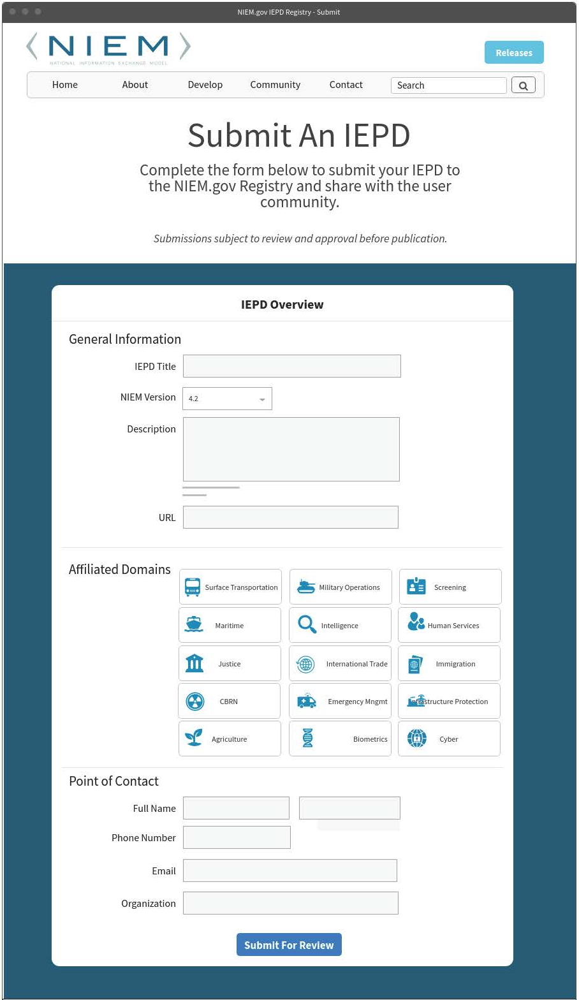 NIEM.gov IEPD Registry - Submit
NIEM
NATIONAL INFORMATION EXCHANGE MODEL
Releases
Home About Develop Community Contact Search
Submit An IEPD
Complete the form below to submit your IEPD to
the NIEM.gov Registry and share with the user
community.
Submissions subject to review and approval before publication.
IEPD Overview
General Information
IEPD Title
NIEM Version 4.2
Description
URL
Affiliated Domains
Surface Transportation Military Operations Screening
Maritime Intelligence Human Services
Justice International Trade Immigration
CBRN Emergency Mngmt Infrastructure Protection
Agriculture Biometrics Cyber
Point of Contact
Full Name
Phone Number
Email
Organization
Submit For Review